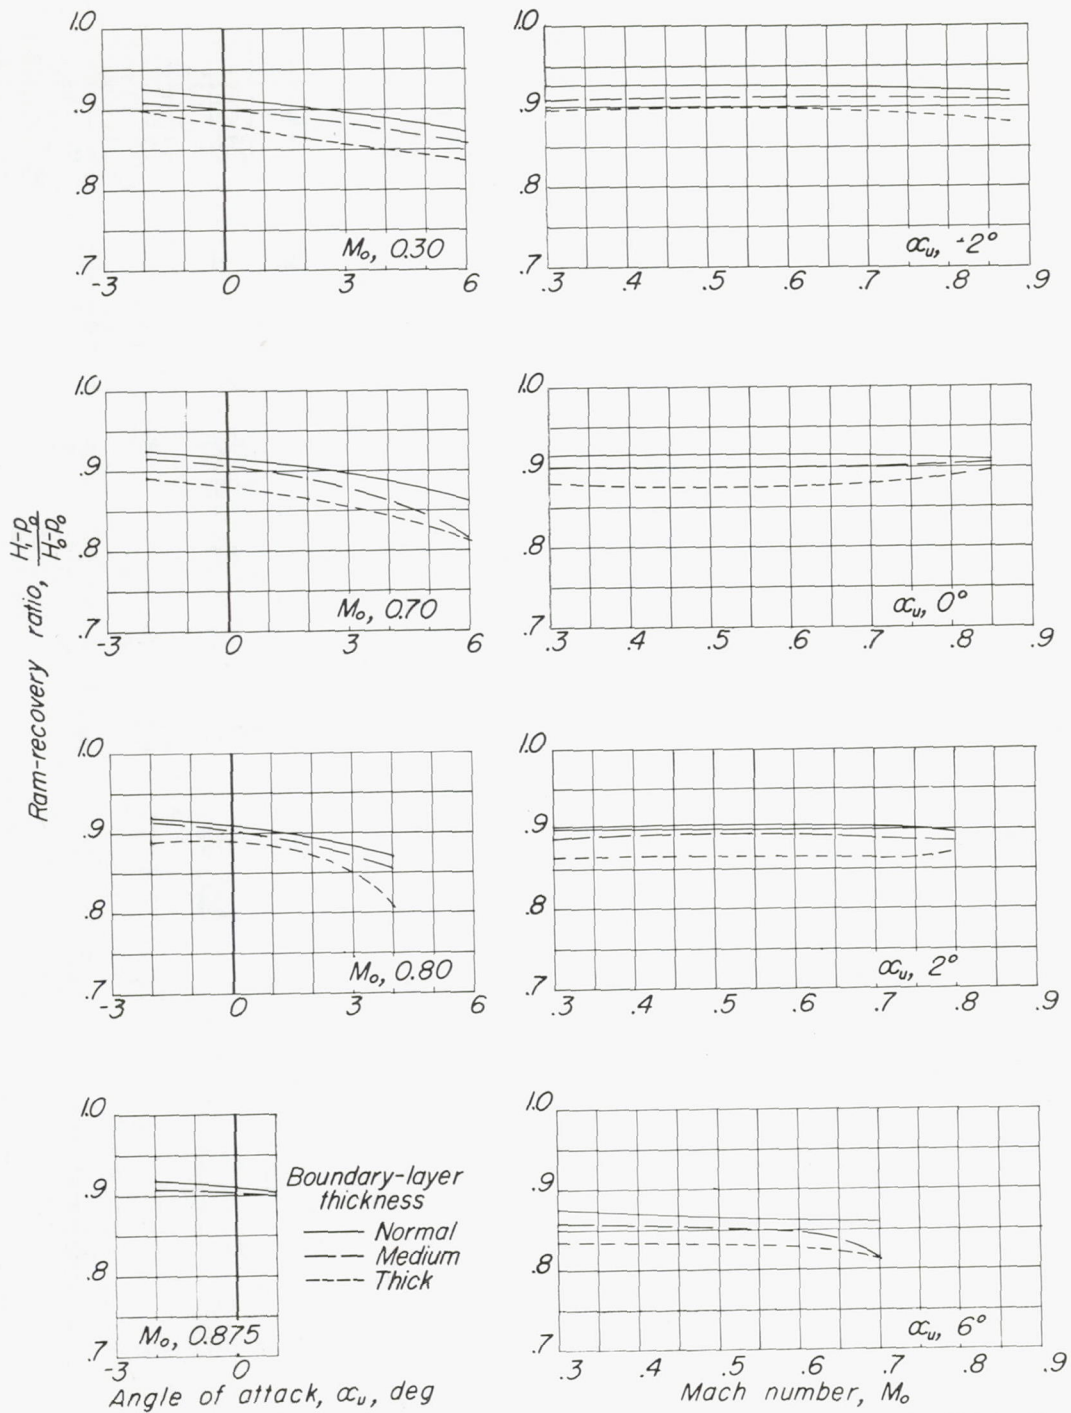 Ram-recovery ratio, H₁-p₀/H₀-p₀
1.0
.9
.8
.7
M₀, 0.30
-3 0 3 6
1.0
.9
.8
.7
αᵤ, -2°
.3 .4 .5 .6 .7 .8 .9
1.0
.9
.8
.7
M₀, 0.70
-3 0 3 6
1.0
.9
.8
.7
αᵤ, 0°
.3 .4 .5 .6 .7 .8 .9
1.0
.9
.8
.7
M₀, 0.80
-3 0 3 6
1.0
.9
.8
.7
αᵤ, 2°
.3 .4 .5 .6 .7 .8 .9
1.0
.9
.8
.7
M₀, 0.875
-3 0
Boundary-layer
thickness
Normal
Medium
Thick
1.0
.9
.8
.7
αᵤ, 6°
.3 .4 .5 .6 .7 .8 .9
Angle of attack, αᵤ, deg
Mach number, M₀